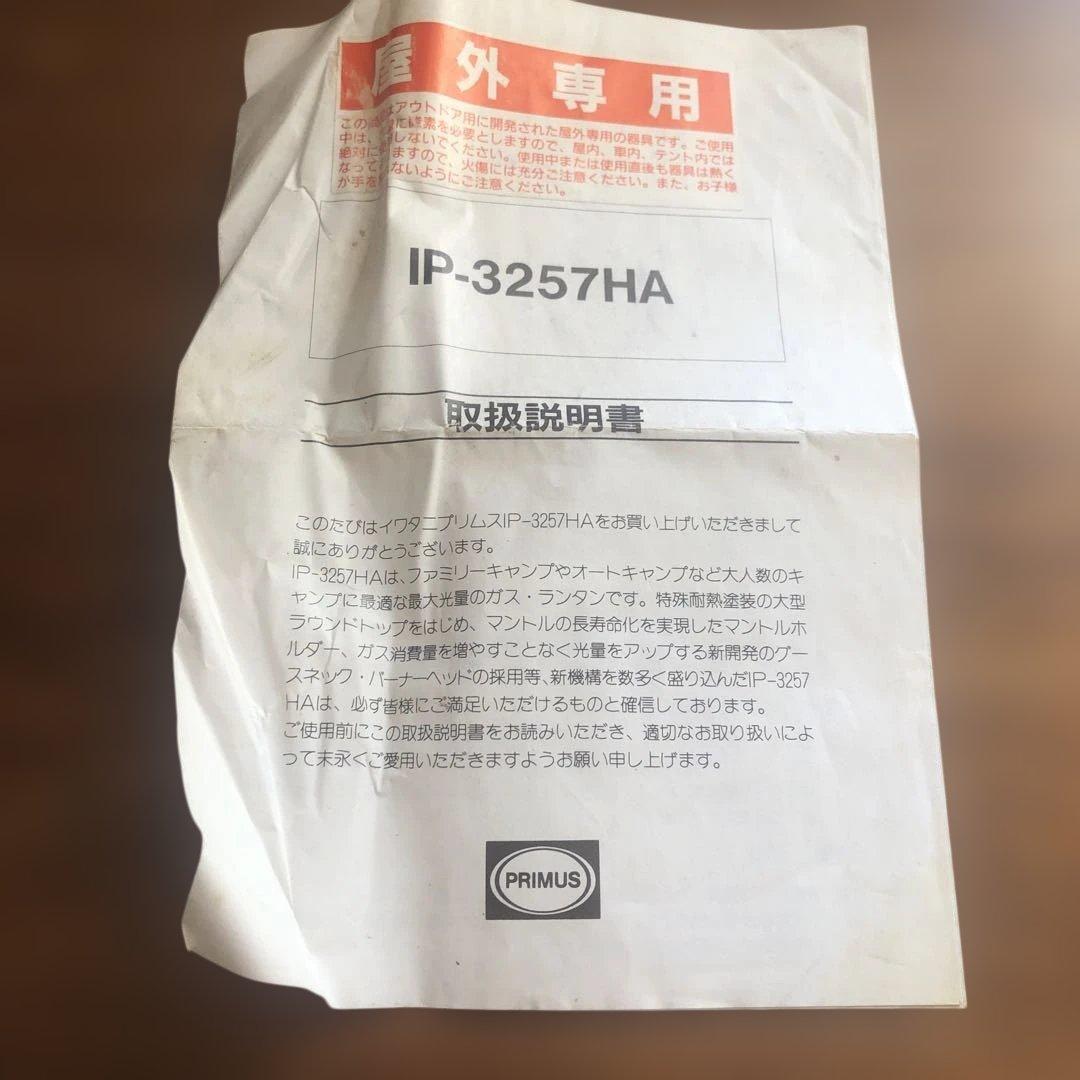 屋外専用
この はアウトドア用に開発された屋外専用の器具です。ご使用
中は、 に酸素を必要としますので、屋内、車内、テント内では
絶対に しないでください。使用中または使用直後も器具は熱く
なって ますので、火傷には充分ご注意ください。また、お子様
が手を ないようにご注意ください。
IP-3257HA
取扱説明書
このたびはイワタニプリムスIP-3257HAをお買い上げいただきまして
誠にありがとうございます。
IP-3257HAは、ファミリーキャンプやオートキャンプなど大人数のキ
ャンプに最適な最大光量のガス・ランタンです。特殊耐熱塗装の大型
ラウンドトップをはじめ、マントルの長寿命化を実現したマントルホ
ルダー、ガス消費量を増やすことなく光量をアップする新開発のグー
スネック・バーナーヘッドの採用等、新機構を数多く盛り込んだIP-3257
HAは、必ず皆様にご満足いただけるものと確信しております。
ご使用前にこの取扱説明書をお読みいただき、適切なお取り扱いによ
って末永くご愛用いただきますようお願い申し上げます。
PRIMUS